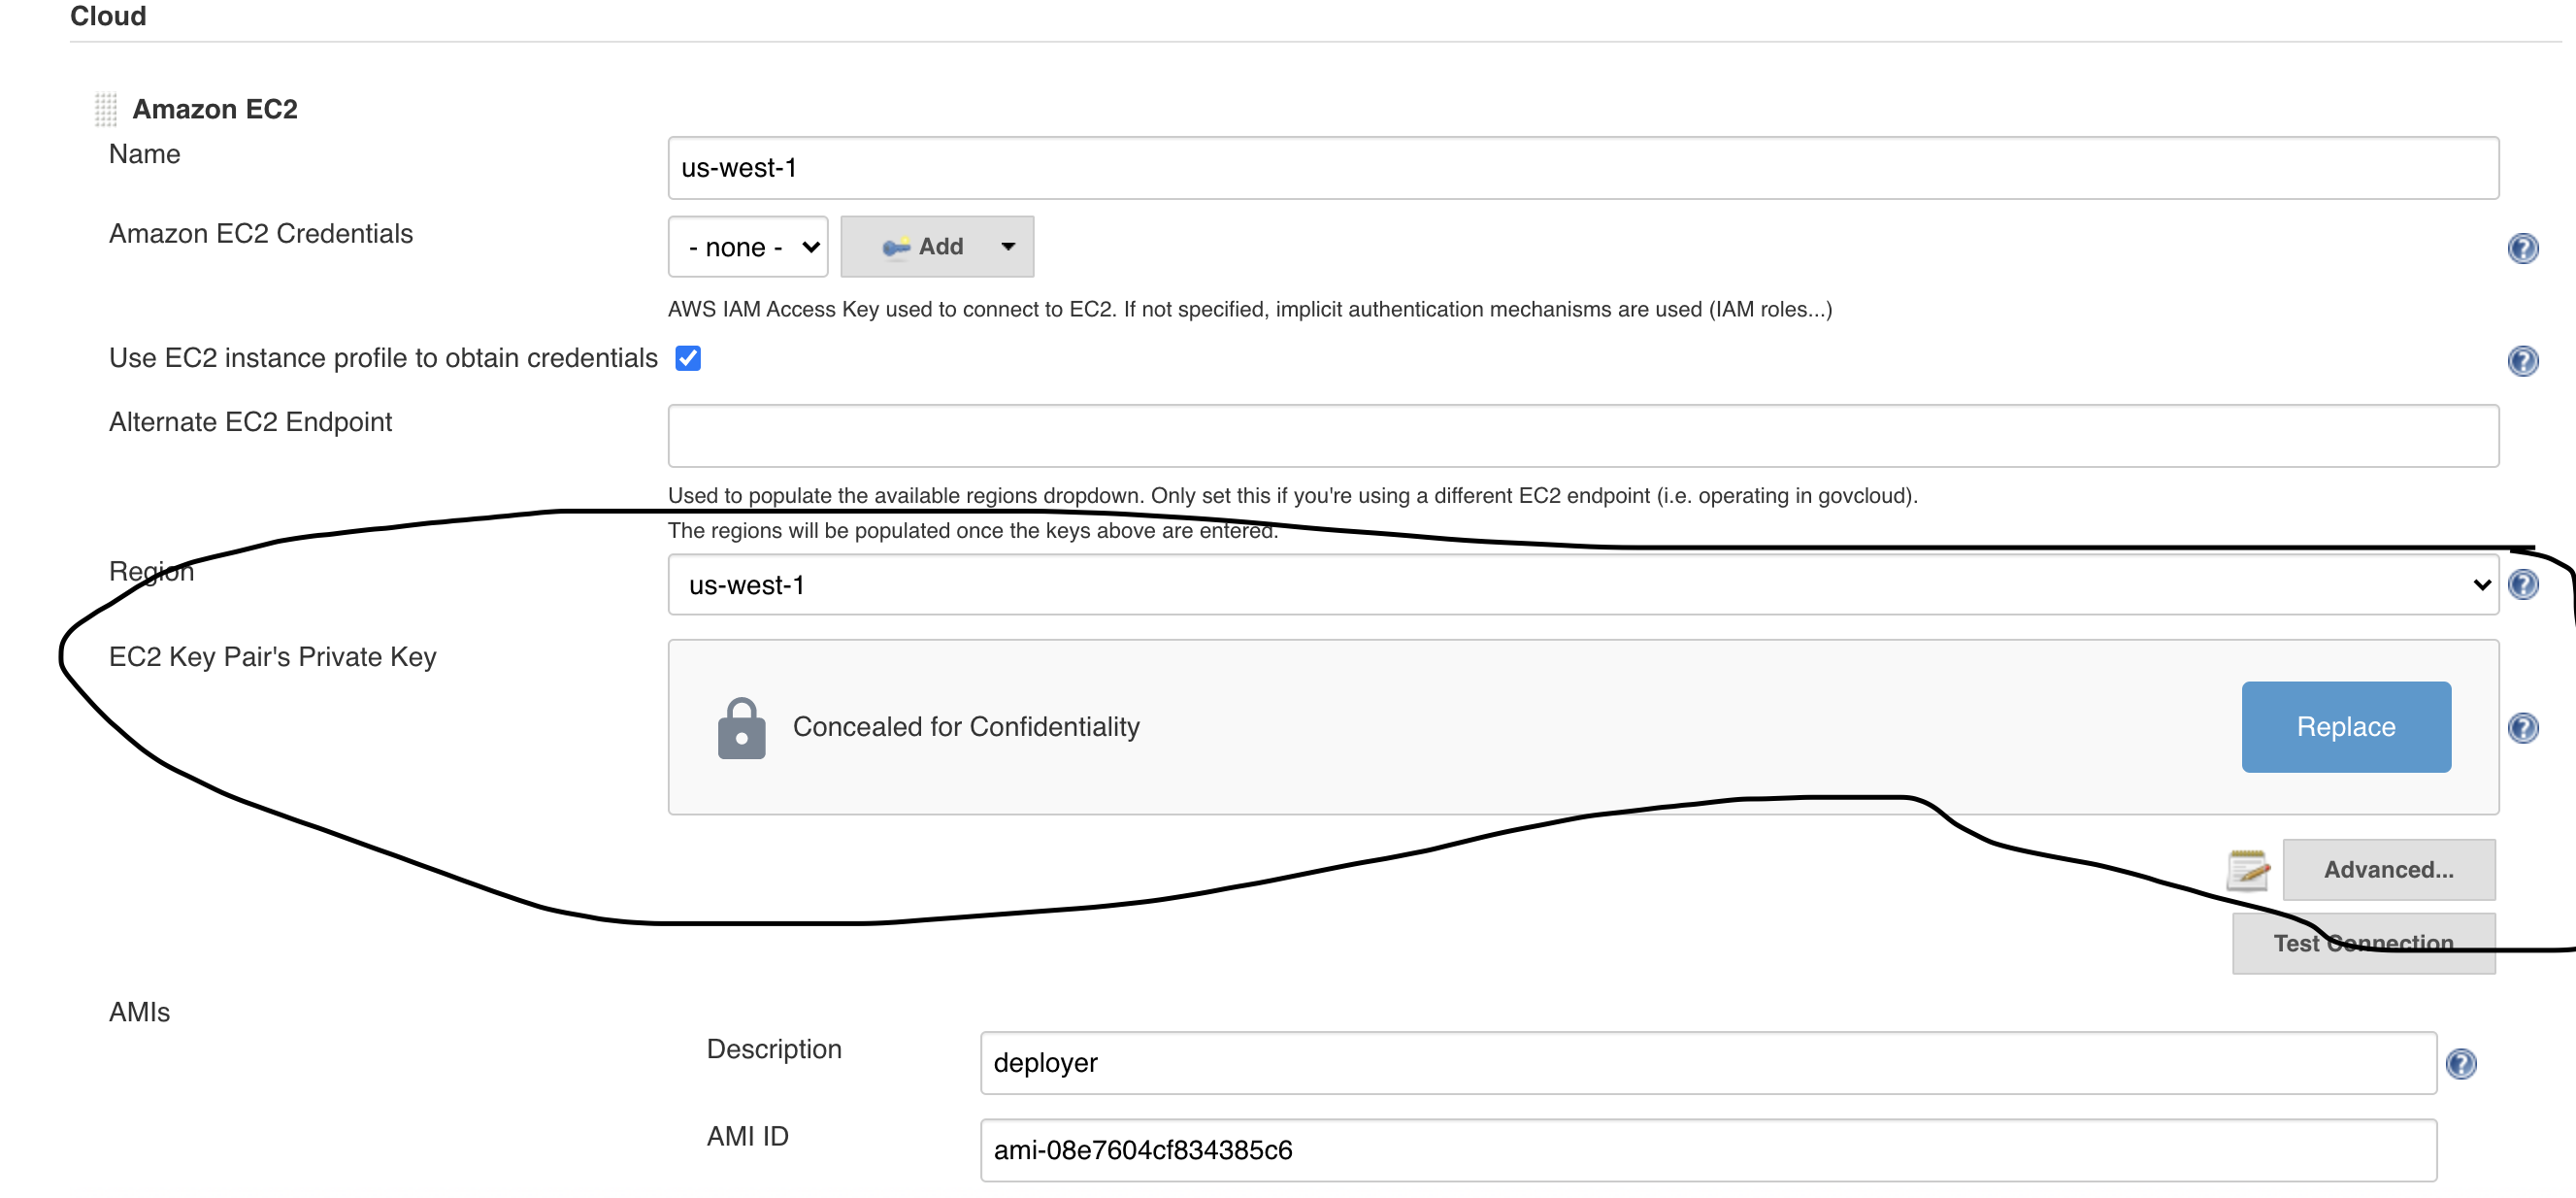 Cloud
Amazon EC2
Name
us-west-1
Amazon EC2 Credentials
- none -
Add
AWS IAM Access Key used to connect to EC2. If not specified, implicit authentication mechanisms are used (IAM roles...)
Use EC2 instance profile to obtain credentials
Alternate EC2 Endpoint
Used to populate the available regions dropdown. Only set this if you're using a different EC2 endpoint (i.e. operating in govcloud).
The regions will be populated once the keys above are entered.
Region
us-west-1
EC2 Key Pair's Private Key
Concealed for Confidentiality
Replace
Advanced...
Test Connection
AMIs
Description
deployer
AMI ID
ami-08e7604cf834385c6